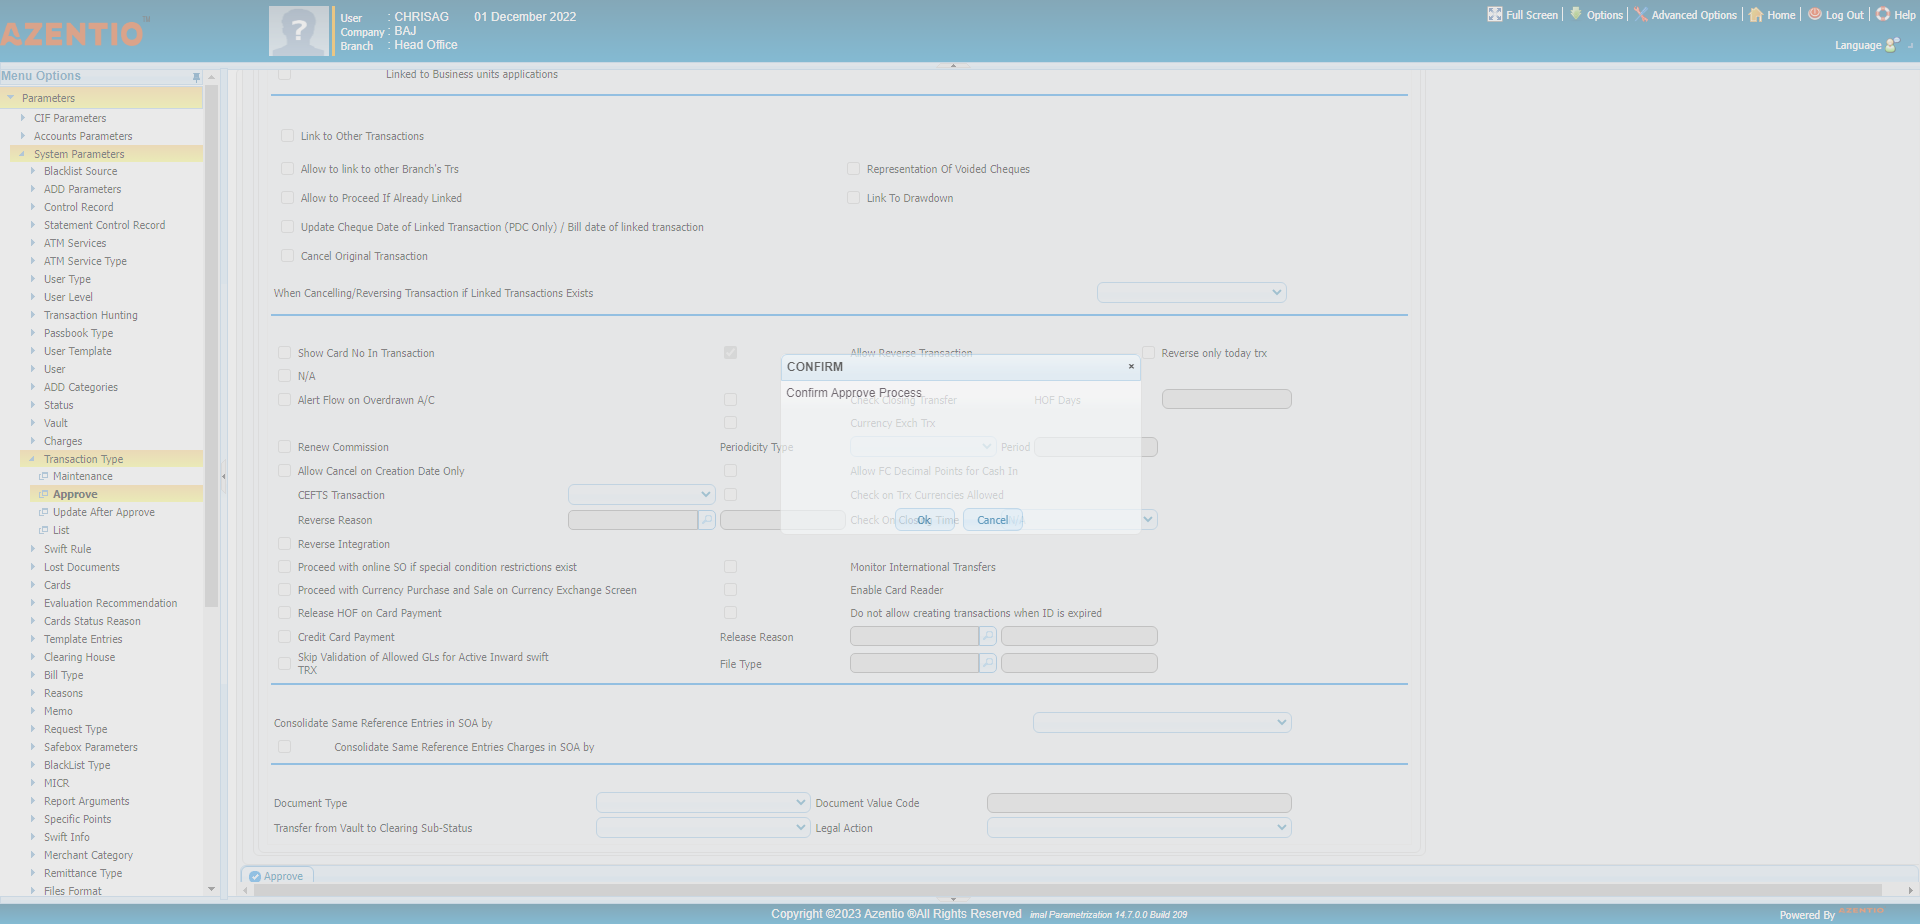 AZENTIO
TM
User : CHRISAG 01 December 2022
Company : BAJ
Branch : Head Office
Full Screen Options Advanced Options Home Log Out Help
Language
Menu Options
Parameters
CIF Parameters
Accounts Parameters
System Parameters
Blacklist Source
ADD Parameters
Control Record
Statement Control Record
ATM Services
ATM Service Type
User Type
User Level
Transaction Hunting
Passbook Type
User Template
User
ADD Categories
Status
Vault
Charges
Transaction Type
Maintenance
Approve
Update After Approve
List
Swift Rule
Lost Documents
Cards
Evaluation Recommendation
Cards Status Reason
Template Entries
Clearing House
Bill Type
Reasons
Memo
Request Type
Safebox Parameters
BlackList Type
MICR
Report Arguments
Specific Points
Swift Info
Merchant Category
Remittance Type
Files Format
Linked to Business units applications
Link to Other Transactions
Allow to link to other Branch's Trs
Representation Of Voided Cheques
Allow to Proceed If Already Linked
Link To Drawdown
Update Cheque Date of Linked Transaction (PDC Only) / Bill date of linked transaction
Cancel Original Transaction
When Cancelling/Reversing Transaction if Linked Transactions Exists
Show Card No In Transaction
Allow Reverse Transaction
Reverse only today trx
N/A
Alert Flow on Overdrawn A/C
Check Closing Transfer
HOF Days
Currency Exch Trx
Renew Commission
Periodicity Type
Period
Allow Cancel on Creation Date Only
Allow FC Decimal Points for Cash In
CEFTS Transaction
Check on Trx Currencies Allowed
Reverse Reason
Check On Closing Time
N/A
Reverse Integration
Proceed with online SO if special condition restrictions exist
Monitor International Transfers
Proceed with Currency Purchase and Sale on Currency Exchange Screen
Enable Card Reader
Release HOF on Card Payment
Do not allow creating transactions when ID is expired
Credit Card Payment
Release Reason
Skip Validation of Allowed GLs for Active Inward swift
TRX
File Type
Consolidate Same Reference Entries in SOA by
Consolidate Same Reference Entries Charges in SOA by
Document Type
Document Value Code
Transfer from Vault to Clearing Sub-Status
Legal Action
CONFIRM
×
Confirm Approve Process
Ok
Cancel
Approve
Copyright ©2023 Azentio ®All Rights Reserved imal Parametrization 14.7.0.0 Build 209
Powered By AZENTIO